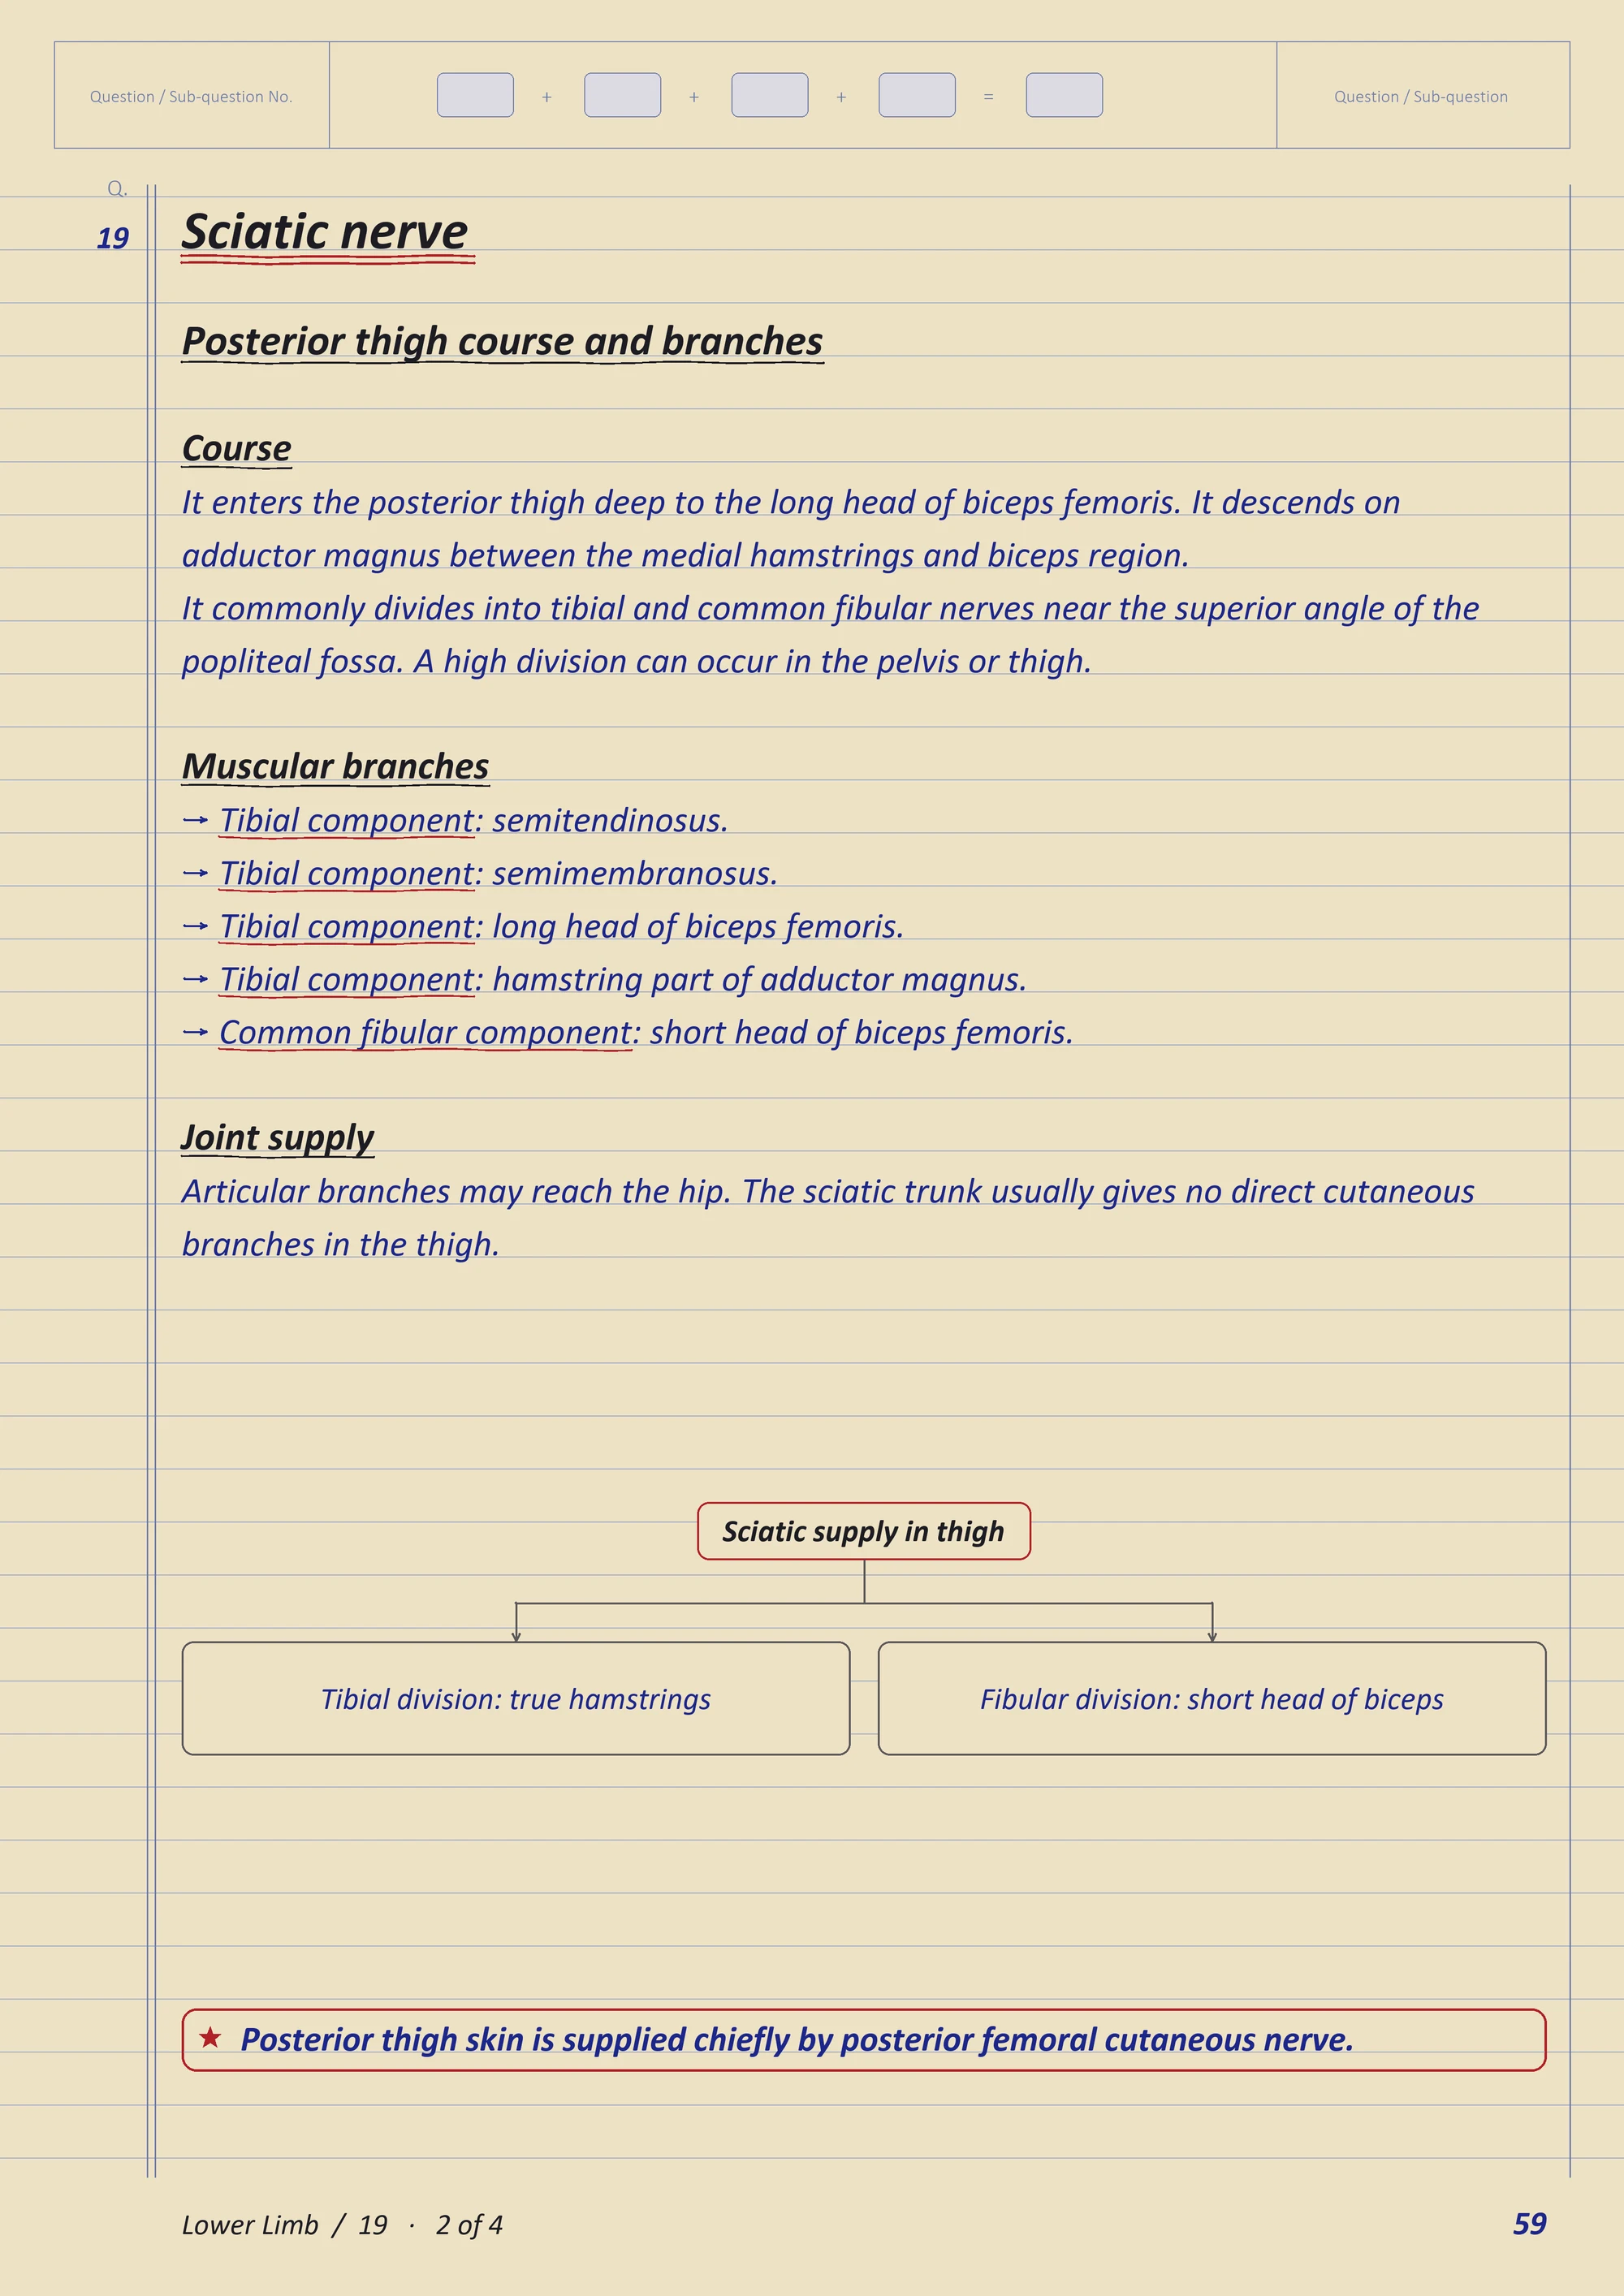 Question / Sub-question No.
+ + + =
Question / Sub-question
Q.
19
Sciatic nerve
Posterior thigh course and branches
Course
It enters the posterior thigh deep to the long head of biceps femoris. It descends on
adductor magnus between the medial hamstrings and biceps region.
It commonly divides into tibial and common fibular nerves near the superior angle of the
popliteal fossa. A high division can occur in the pelvis or thigh.
Muscular branches
→ Tibial component: semitendinosus.
→ Tibial component: semimembranosus.
→ Tibial component: long head of biceps femoris.
→ Tibial component: hamstring part of adductor magnus.
→ Common fibular component: short head of biceps femoris.
Joint supply
Articular branches may reach the hip. The sciatic trunk usually gives no direct cutaneous
branches in the thigh.
Sciatic supply in thigh
Tibial division: true hamstrings
Fibular division: short head of biceps
★ Posterior thigh skin is supplied chiefly by posterior femoral cutaneous nerve.
Lower Limb / 19 · 2 of 4
59